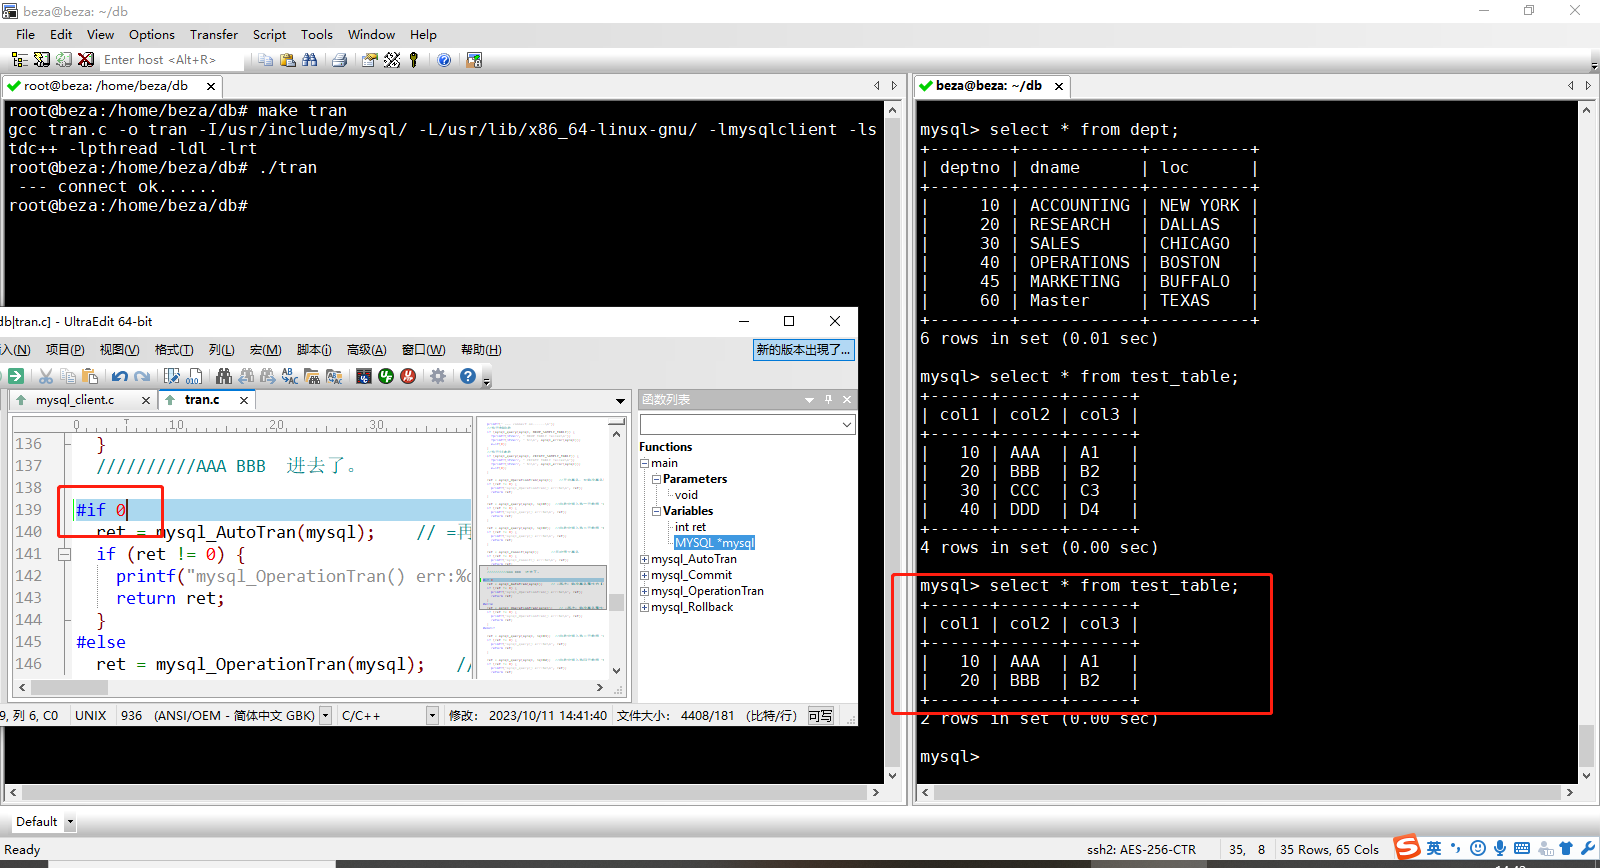 beza@beza: ~/db
File Edit View Options Transfer Script Tools Window Help
Enter host <Alt+R>
root@beza: /home/beza/db
root@beza:/home/beza/db# make tran
gcc tran.c -o tran -I/usr/include/mysql/ -L/usr/lib/x86_64-linux-gnu/ -lmysqlclient -ls
tdc++ -lpthread -ldl -lrt
root@beza:/home/beza/db# ./tran
--- connect ok......
root@beza:/home/beza/db#
db|tran.c] - UltraEdit 64-bit
入(N) 项目(P) 视图(V) 格式(T) 列(L) 宏(M) 脚本(i) 高级(A) 窗口(W) 帮助(H)
新的版本出现了...
mysql_client.c
tran.c
0 10 20 30
136 }
137 //////////AAA BBB 进去了。
138
139 #if 0
140 ret = mysql_AutoTran(mysql); // =再
141 if (ret != 0) {
142 printf("mysql_OperationTran() err:%d
143 return ret;
144 }
145 #else
146 ret = mysql_OperationTran(mysql); //
函数列表
Functions
main
Parameters
void
Variables
int ret
MYSQL *mysql
mysql_AutoTran
mysql_Commit
mysql_OperationTran
mysql_Rollback
9, 列 6, C0 UNIX 936 (ANSI/OEM - 简体中文 GBK) C/C++ 修改: 2023/10/11 14:41:40 文件大小: 4408/181 (比特/行) 可写
beza@beza: ~/db
mysql> select * from dept;
+--------+------------+----------+
| deptno | dname | loc |
+--------+------------+----------+
| 10 | ACCOUNTING | NEW YORK |
| 20 | RESEARCH | DALLAS |
| 30 | SALES | CHICAGO |
| 40 | OPERATIONS | BOSTON |
| 45 | MARKETING | BUFFALO |
| 60 | Master | TEXAS |
+--------+------------+----------+
6 rows in set (0.01 sec)
mysql> select * from test_table;
+------+------+------+
| col1 | col2 | col3 |
+------+------+------+
| 10 | AAA | A1 |
| 20 | BBB | B2 |
| 30 | CCC | C3 |
| 40 | DDD | D4 |
+------+------+------+
4 rows in set (0.00 sec)
mysql> select * from test_table;
+------+------+------+
| col1 | col2 | col3 |
+------+------+------+
| 10 | AAA | A1 |
| 20 | BBB | B2 |
+------+------+------+
2 rows in set (0.00 sec)
mysql>
Default
Ready
ssh2: AES-256-CTR 35, 8 35 Rows, 65 Cols
英